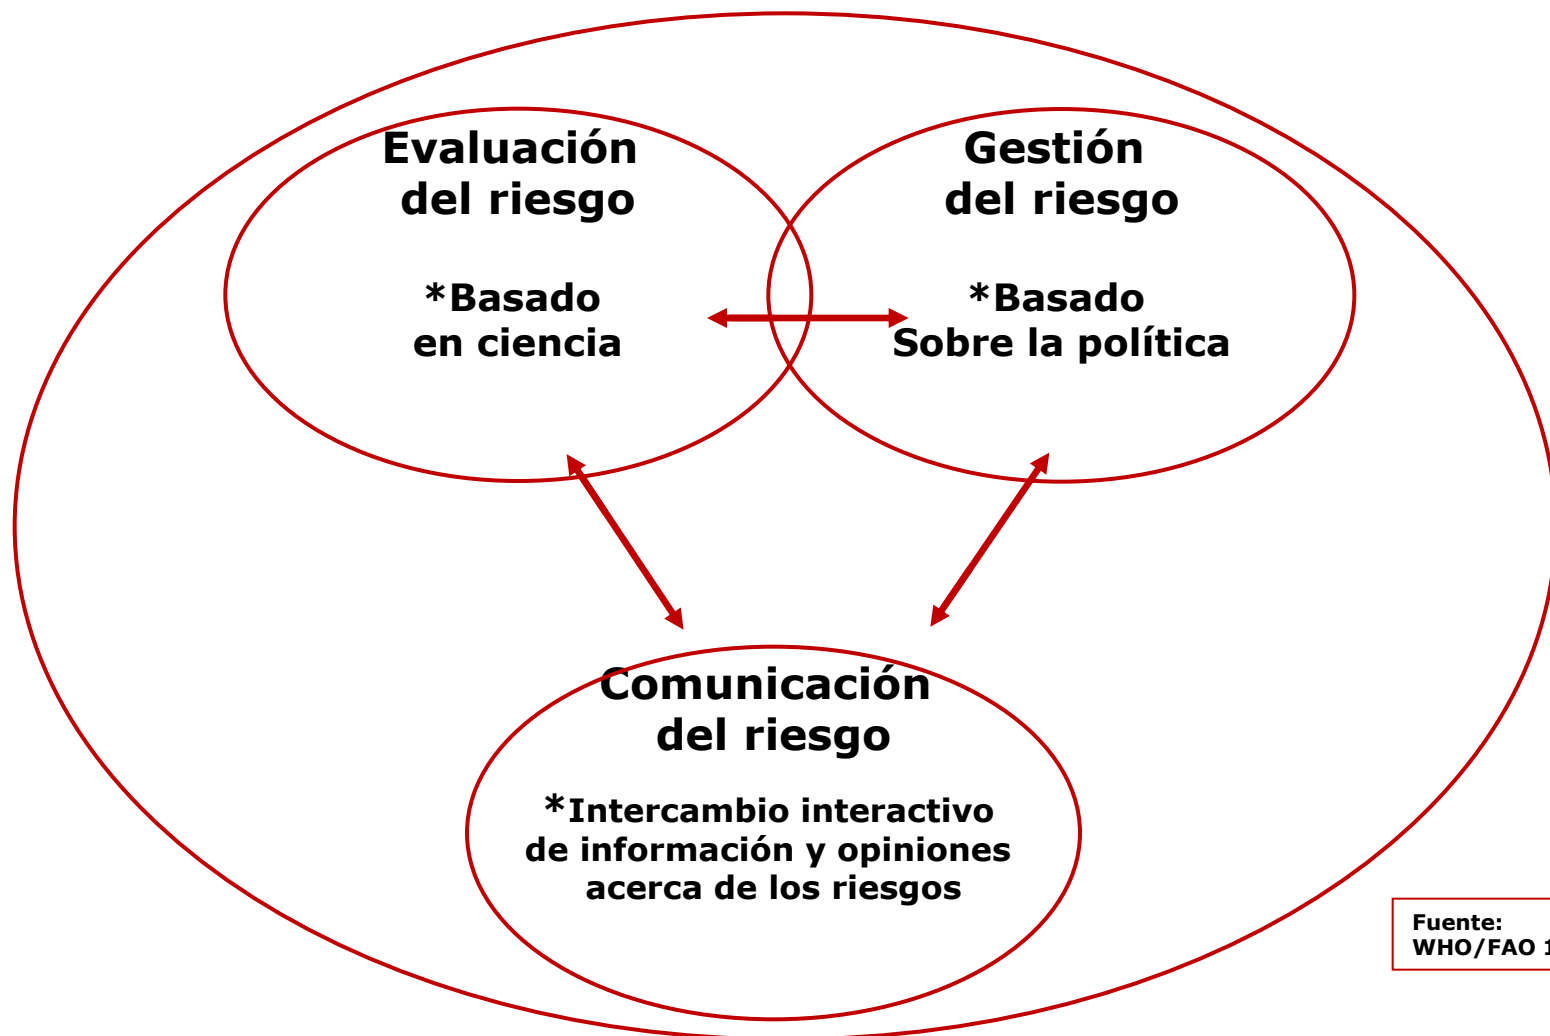 Evaluación
del riesgo
*Basado
en ciencia
Gestión
del riesgo
*Basado
Sobre la política
Comunicación
del riesgo
*Intercambio interactivo
de información y opiniones
acerca de los riesgos
Fuente:
WHO/FAO